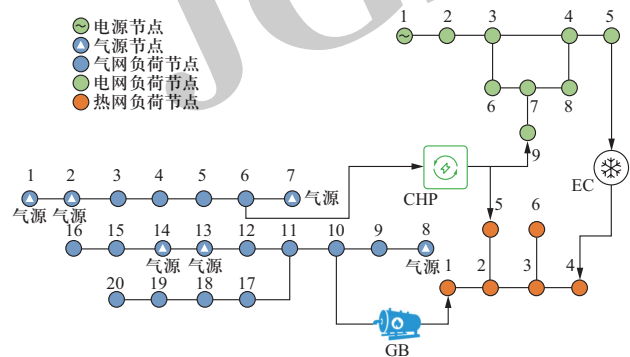 电源节点
气源节点
气网负荷节点
电网负荷节点
热网负荷节点
1 2 3 4 5
6 7 8
9
CHP
EC
1 2 3 4 5 6 7
气源 气源 气源
16 15 14 13 12 11 10 9 8
气源 气源 气源
20 19 18 17
5 6
1 2 3 4
GB